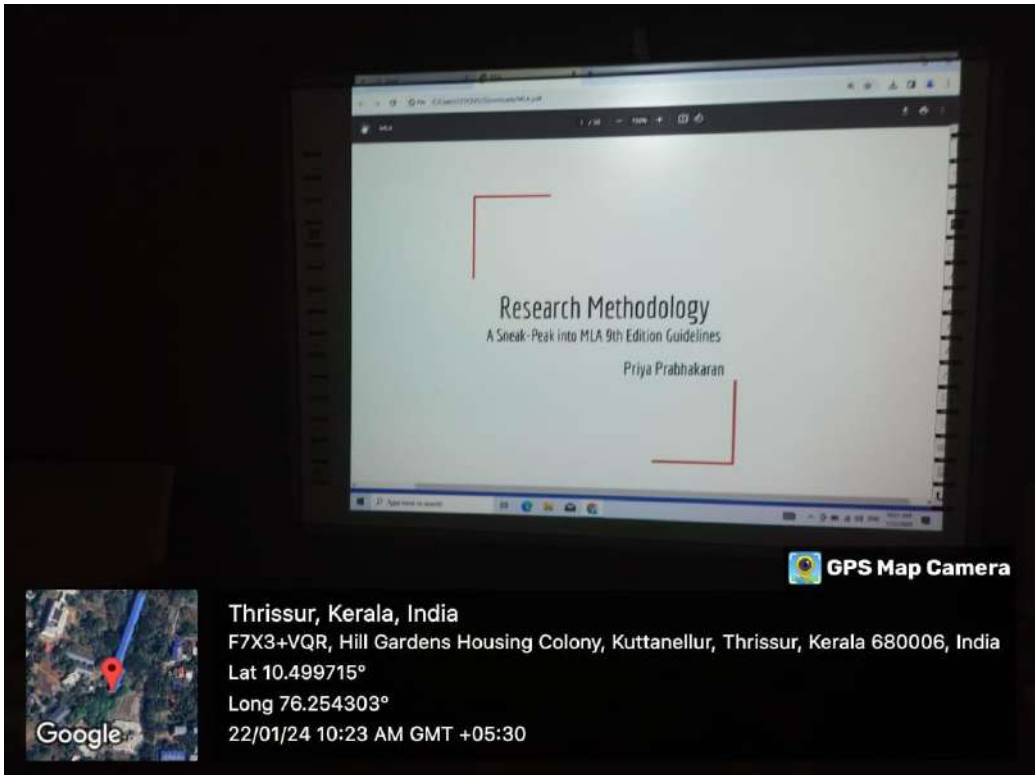 MLA
Research Methodology
A Sneak-Peak into MLA 9th Edition Guidelines
Priya Prabhakaran
GPS Map Camera
Google
Thrissur, Kerala, India
F7X3+VQR, Hill Gardens Housing Colony, Kuttanellur, Thrissur, Kerala 680006, India
Lat 10.499715°
Long 76.254303°
22/01/24 10:23 AM GMT +05:30